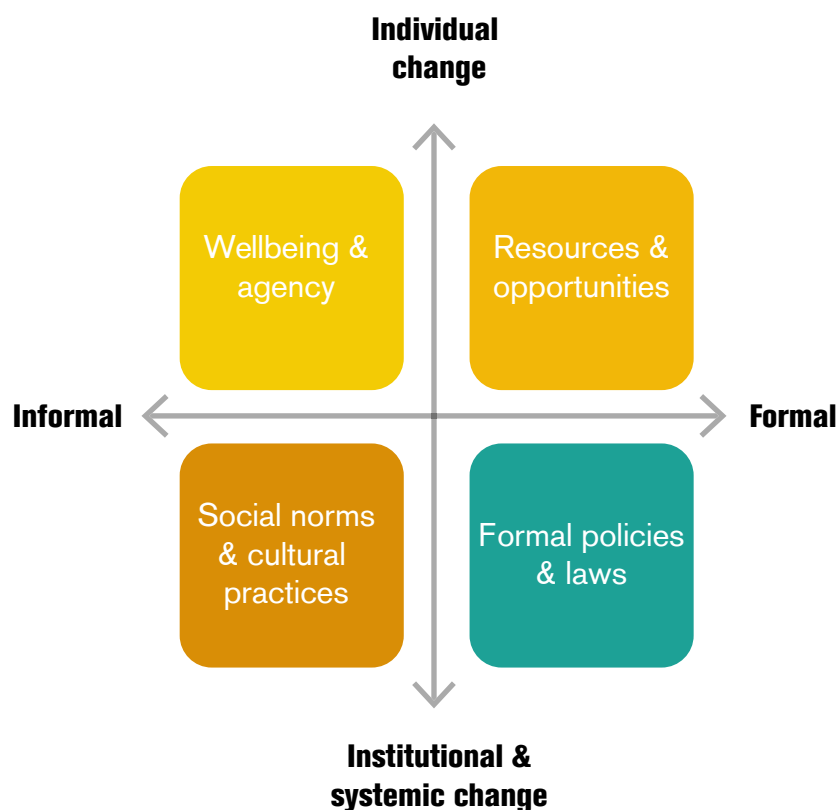 Individual
change
Wellbeing &
agency
Resources &
opportunities
Informal
Formal
Social norms
& cultural
practices
Formal policies
& laws
Institutional &
systemic change